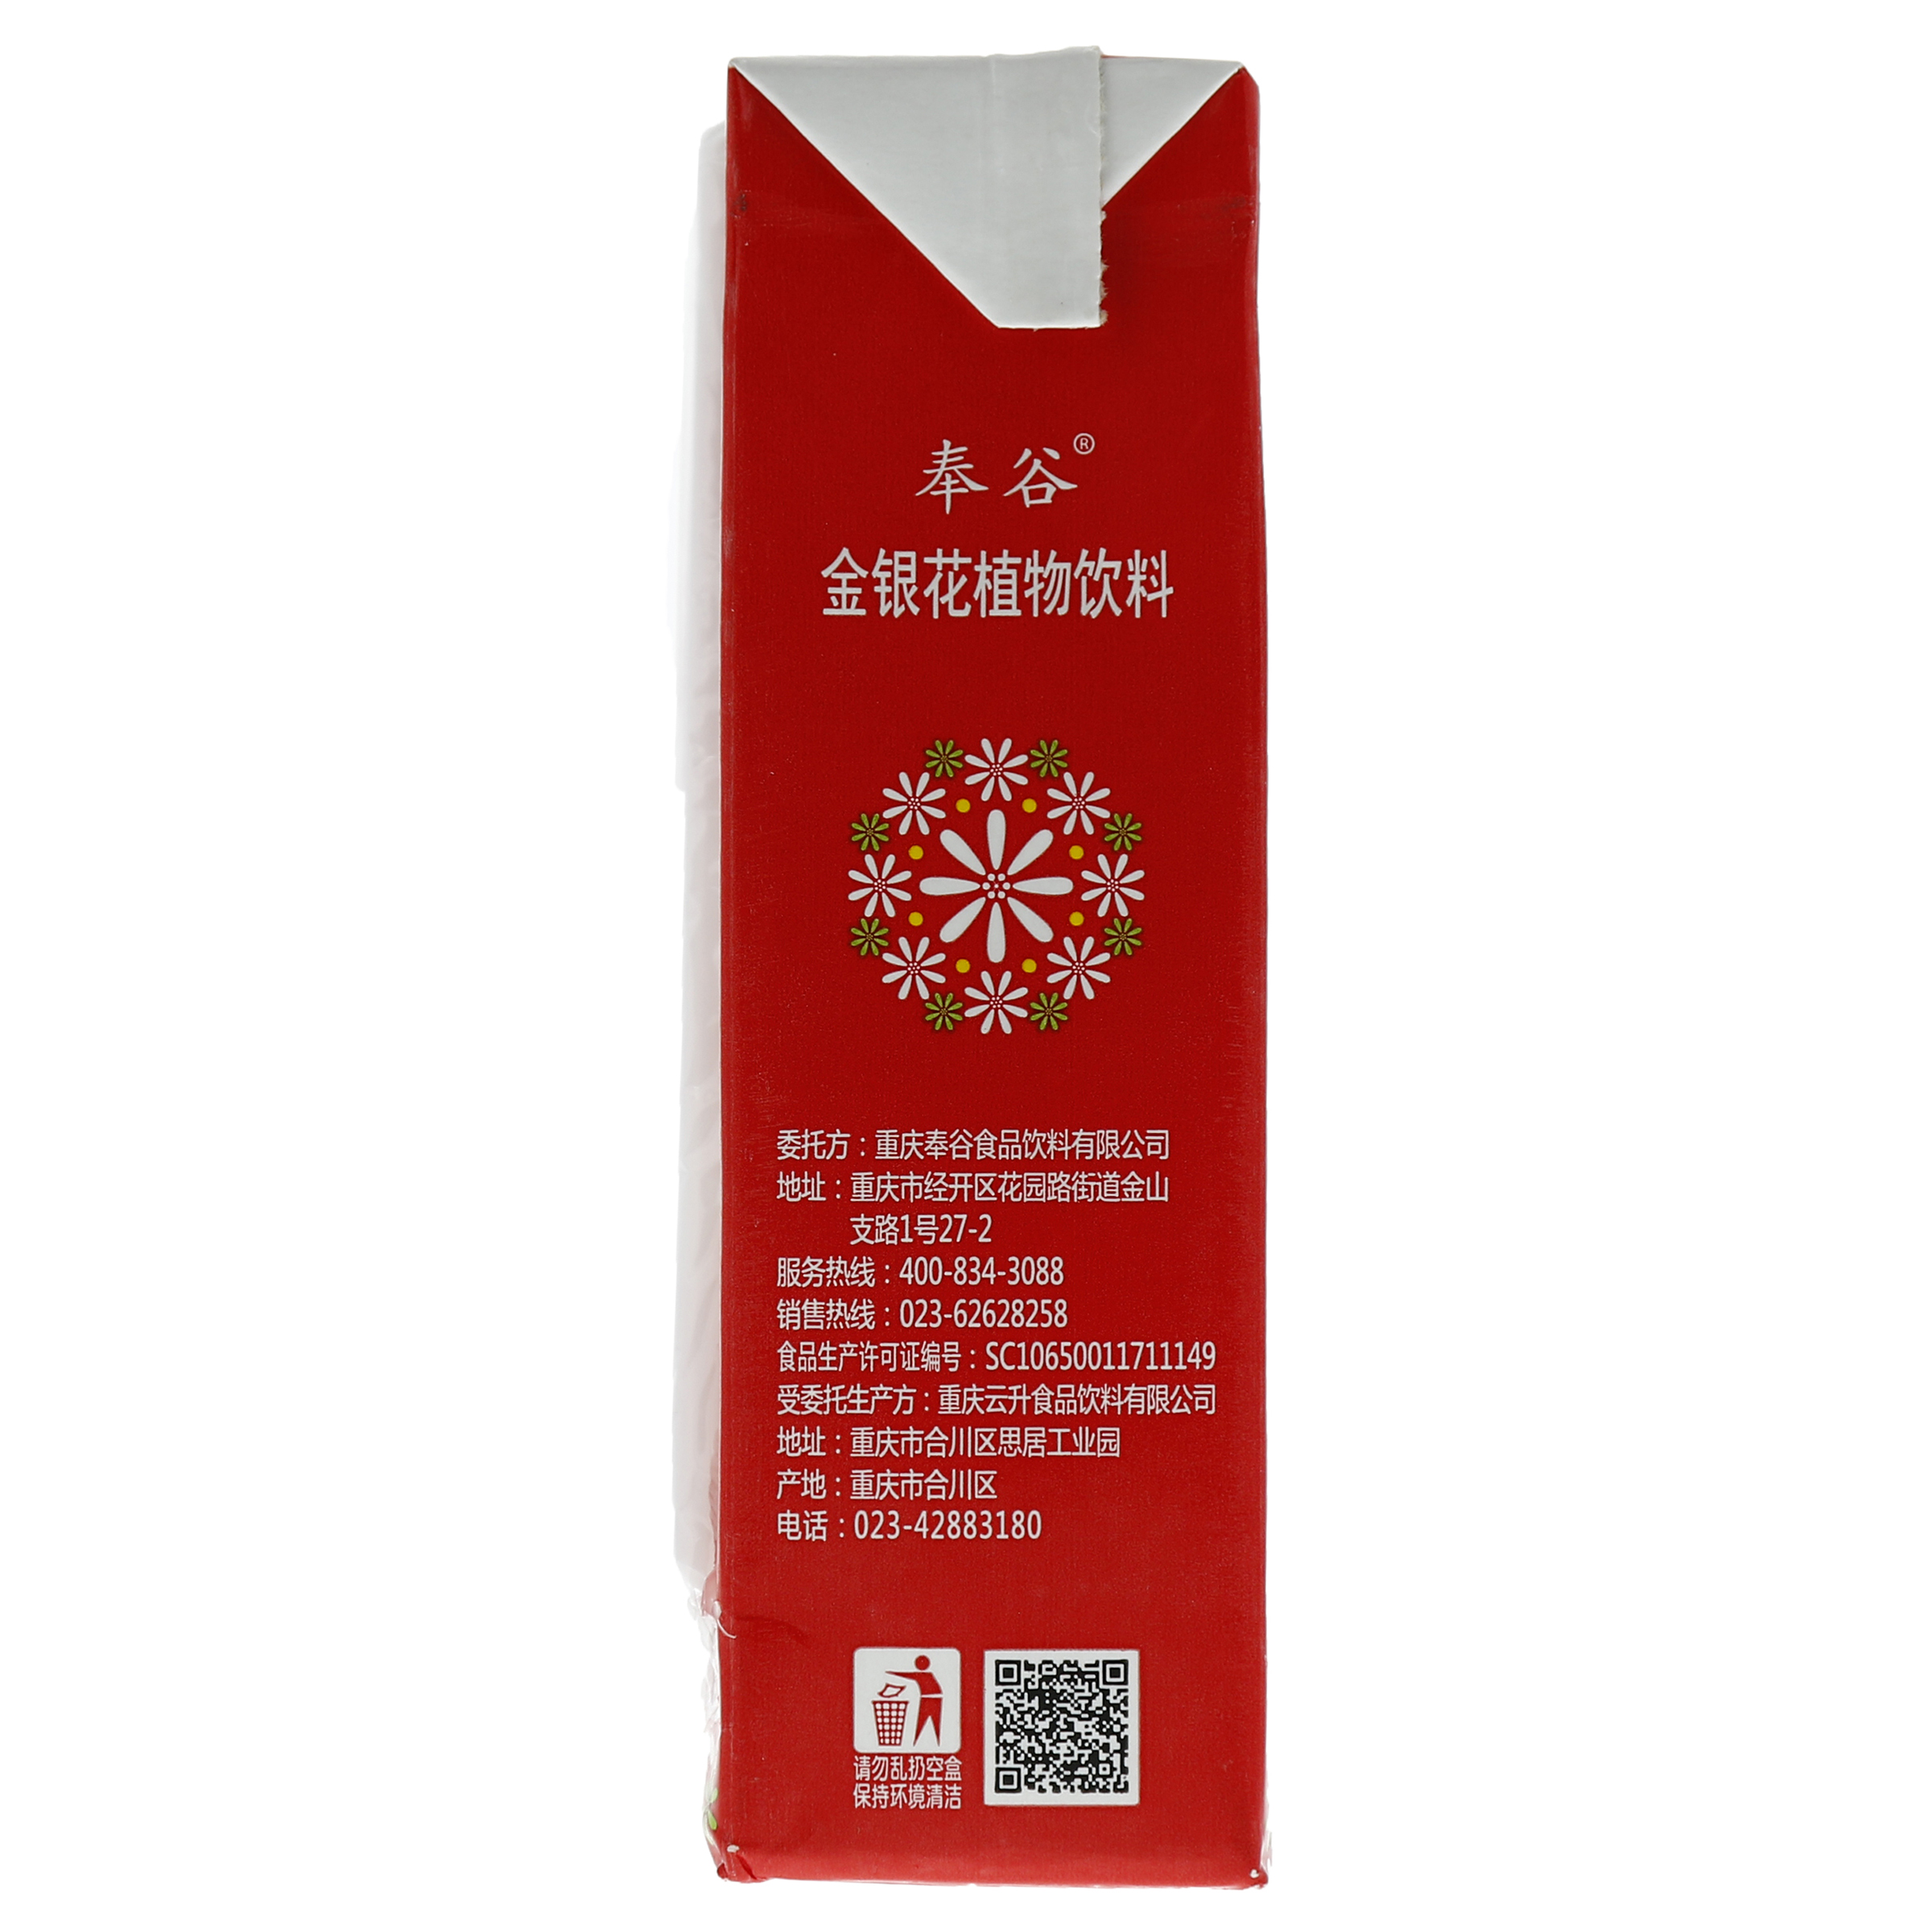 奉谷®
金银花植物饮料
委托方：重庆奉谷食品饮料有限公司
地址：重庆市经开区花园路街道金山
支路1号27-2
服务热线：400-834-3088
销售热线：023-62628258
食品生产许可证编号：SC10650011711149
受委托生产方：重庆云升食品饮料有限公司
地址：重庆市合川区思居工业园
产地：重庆市合川区
电话：023-42883180
请勿乱扔空盒
保持环境清洁